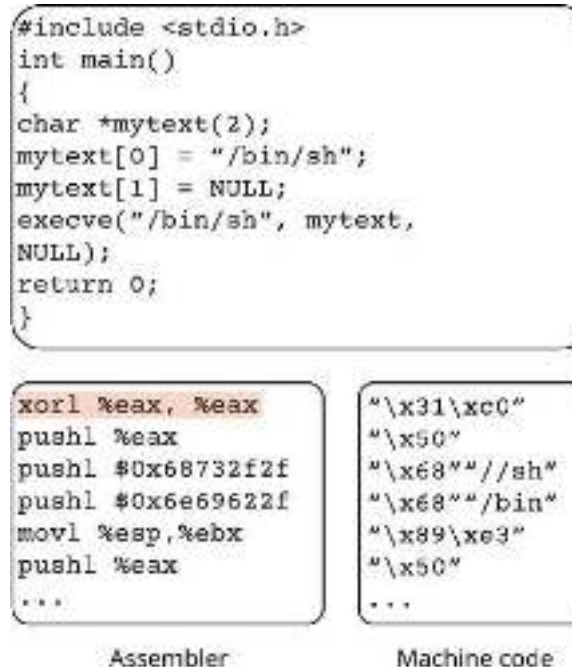 #include <stdio.h>
int main()
{
char *mytext(2);
mytext[0] = "/bin/sh";
mytext[1] = NULL;
execve("/bin/sh", mytext,
NULL);
return 0;
}
xorl %eax, %eax
pushl %eax
pushl $0x68732f2f
pushl $0x6e69622f
movl %esp,%ebx
pushl %eax
...
Assembler
"\x31\xc0"
"\x50"
"\x68""//sh"
"\x68""/bin"
"\x89\xe3"
"\x50"
...
Machine code